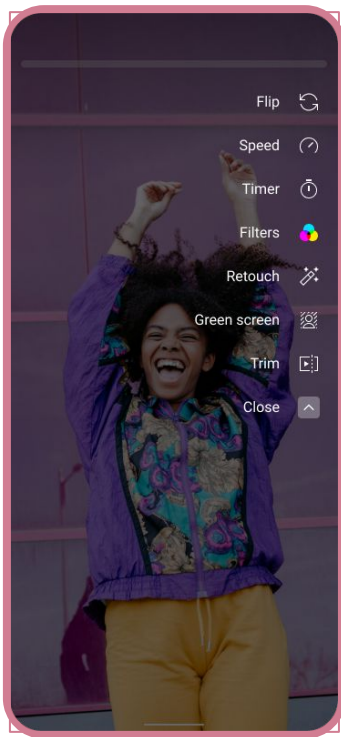 Flip
Speed
Timer
Filters
Retouch
Green screen
Trim
Close